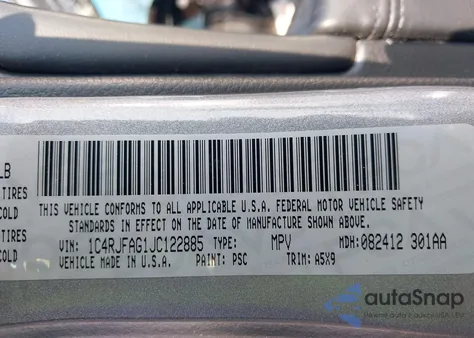 LB
TIRES
COLD
TIRES
COLD
THIS VEHICLE CONFORMS TO ALL APPLICABLE U.S.A. FEDERAL MOTOR VEHICLE SAFETY
STANDARDS IN EFFECT ON THE DATE OF MANUFACTURE SHOWN ABOVE.
VIN: 1C4RJFAG1JC122885 TYPE: MPV MDH: 082412 301AA
VEHICLE MADE IN U.S.A. PAINT: PSC TRIM: A5X9
autoSnap